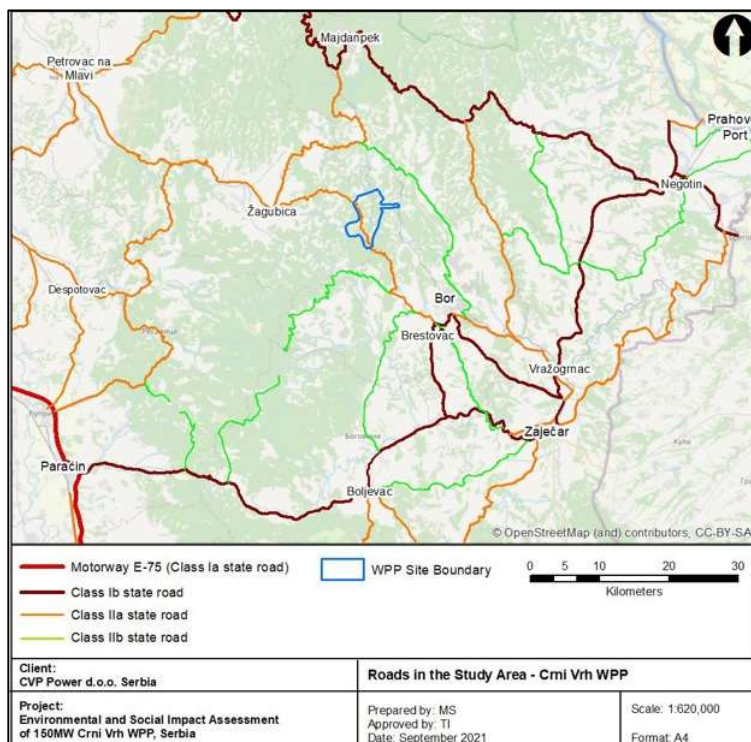 Majdanpek
Petrovac na
Mlavi
Prahovo
Port
Negotin
Žagubica
Despotovac
Bor
Brestovac
Vražogrnac
Zaječar
Paraćin
Boljevac
© OpenStreetMap (and) contributors, CC-BY-SA
Motorway E-75 (Class Ia state road)
Class Ib state road
Class IIa state road
Class IIb state road
WPP Site Boundary
0 5 10 20 30
Kilometers
Client:
CVP Power d.o.o. Serbia
Project:
Environmental and Social Impact Assessment
of 150MW Crni Vrh WPP, Serbia
Roads in the Study Area - Crni Vrh WPP
Prepared by: MS
Approved by: TI
Date: September 2021
Scale: 1:620,000
Format: A4